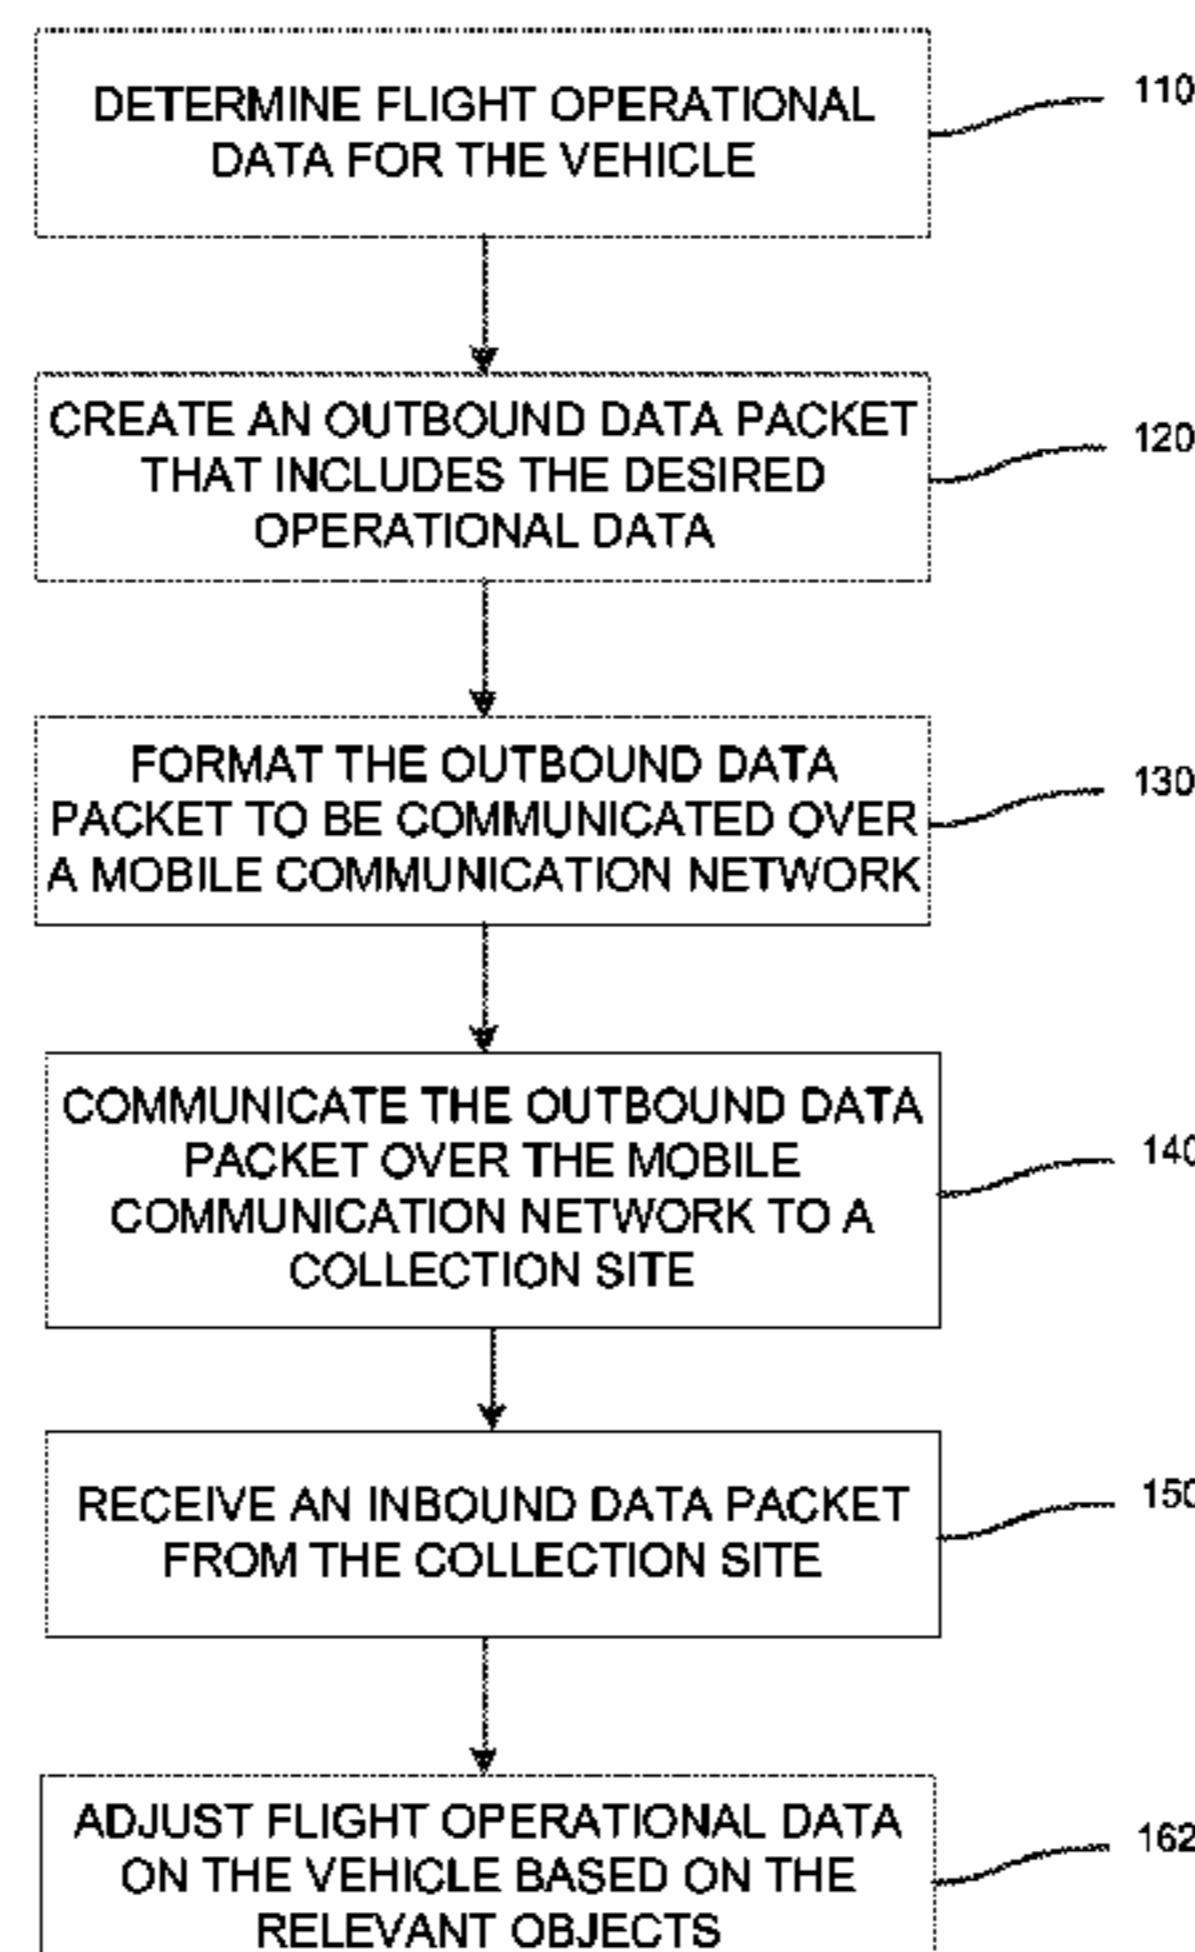 DETERMINE FLIGHT OPERATIONAL
DATA FOR THE VEHICLE
110
CREATE AN OUTBOUND DATA PACKET
THAT INCLUDES THE DESIRED
OPERATIONAL DATA
120
FORMAT THE OUTBOUND DATA
PACKET TO BE COMMUNICATED OVER
A MOBILE COMMUNICATION NETWORK
130
COMMUNICATE THE OUTBOUND DATA
PACKET OVER THE MOBILE
COMMUNICATION NETWORK TO A
COLLECTION SITE
140
RECEIVE AN INBOUND DATA PACKET
FROM THE COLLECTION SITE
150
ADJUST FLIGHT OPERATIONAL DATA
ON THE VEHICLE BASED ON THE
RELEVANT OBJECTS
162